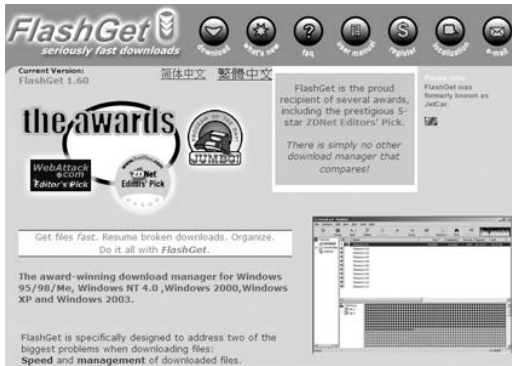 FlashGet
seriously fast downloads
download
what's new
faq
user manual
register
localization
e-mail
Current Version:
FlashGet 1.60
简体中文 繁體中文
FlashGet is the proud
recipient of several awards,
including the prestigious 5-
star ZDNet Editors' Pick.
There is simply no other
download manager that
compares!
Please note:
FlashGet was
formerly known as
JetCar.
the awards
JUMBO!
WebAttack
.com
Editor's Pick
ZDNet
Editors' Pick
Get files fast. Resume broken downloads. Organize.
Do it all with FlashGet.
The award-winning download manager for Windows
95/98/Me, Windows NT 4.0 ,Windows 2000,Windows
XP and Windows 2003.
FlashGet is specifically designed to address two of the
biggest problems when downloading files:
Speed and management of downloaded files.